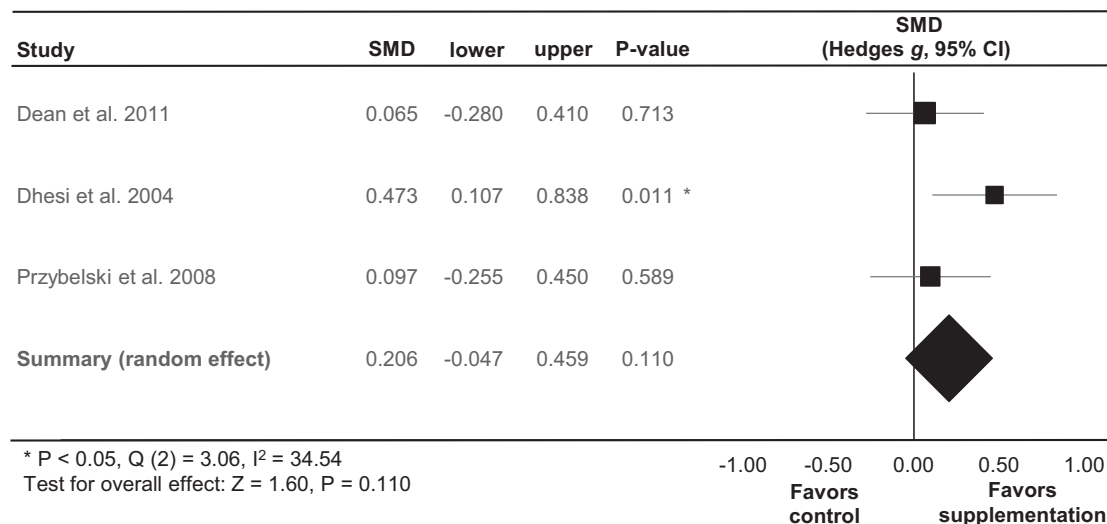 SMD
Study SMD lower upper P-value (Hedges g, 95% CI)
Dean et al. 2011 0.065 -0.280 0.410 0.713
Dhesi et al. 2004 0.473 0.107 0.838 0.011 *
Przybelski et al. 2008 0.097 -0.255 0.450 0.589
Summary (random effect) 0.206 -0.047 0.459 0.110
* P < 0.05, Q (2) = 3.06, I² = 34.54
Test for overall effect: Z = 1.60, P = 0.110
-1.00 -0.50 0.00 0.50 1.00
Favors control
Favors supplementation